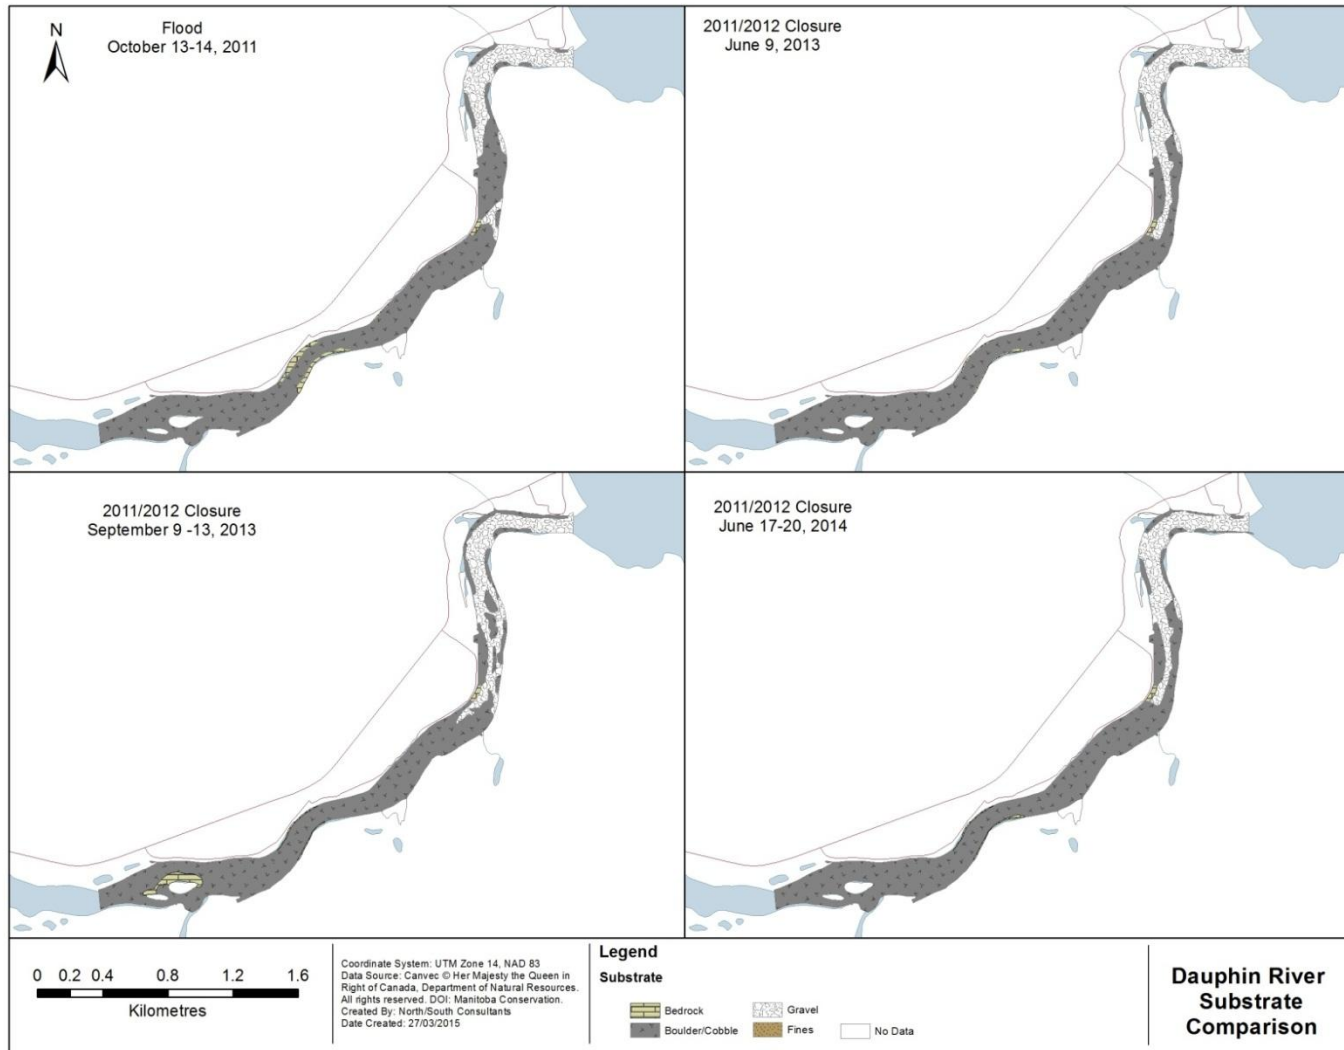 Flood
October 13-14, 2011
N
2011/2012 Closure
June 9, 2013
2011/2012 Closure
September 9 -13, 2013
2011/2012 Closure
June 17-20, 2014
0 0.2 0.4 0.8 1.2 1.6
Kilometres
Coordinate System: UTM Zone 14, NAD 83
Data Source: Canvec © Her Majesty the Queen in
Right of Canada, Department of Natural Resources.
All rights reserved. DOI: Manitoba Conservation.
Created By: North/South Consultants
Date Created: 27/03/2015
Legend
Substrate
Bedrock
Gravel
Boulder/Cobble
Fines
No Data
Dauphin River
Substrate
Comparison